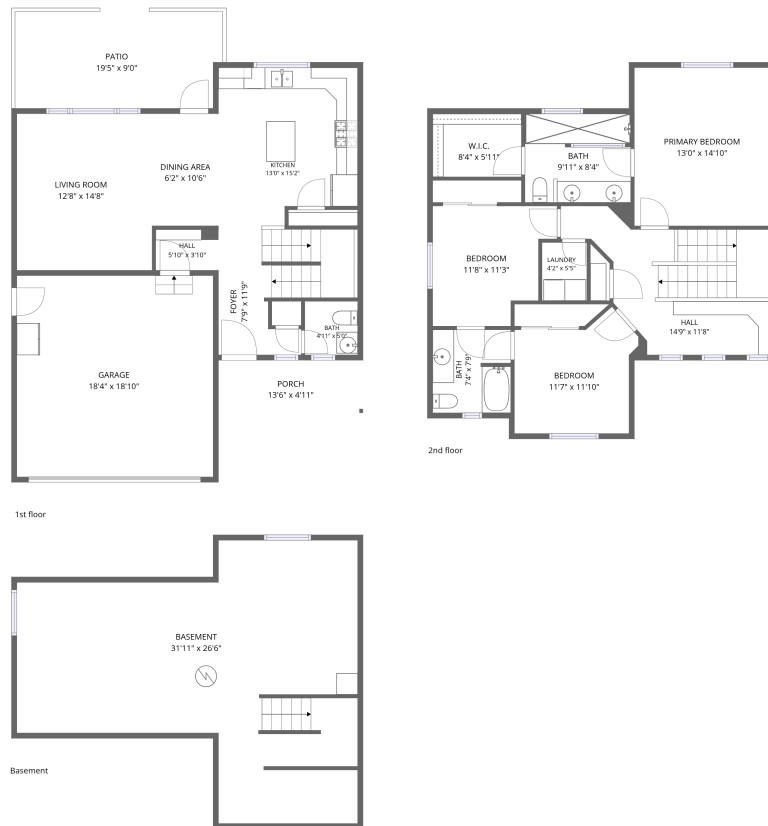 PATIO
19'5" x 9'0"
KITCHEN
13'0" x 15'2"
DINING AREA
6'2" x 10'6"
LIVING ROOM
12'8" x 14'8"
HALL
5'10" x 3'10"
FOYER
7'9" x 11'9"
BATH
4'11" x 5'0"
GARAGE
18'4" x 18'10"
PORCH
13'6" x 4'11"
1st floor
W.I.C.
8'4" x 5'11"
BATH
9'11" x 8'4"
PRIMARY BEDROOM
13'0" x 14'10"
BEDROOM
11'8" x 11'3"
LAUNDRY
4'2" x 5'5"
HALL
14'9" x 11'8"
BATH
7'4" x 7'9"
BEDROOM
11'7" x 11'10"
2nd floor
BASEMENT
31'11" x 26'6"
Basement